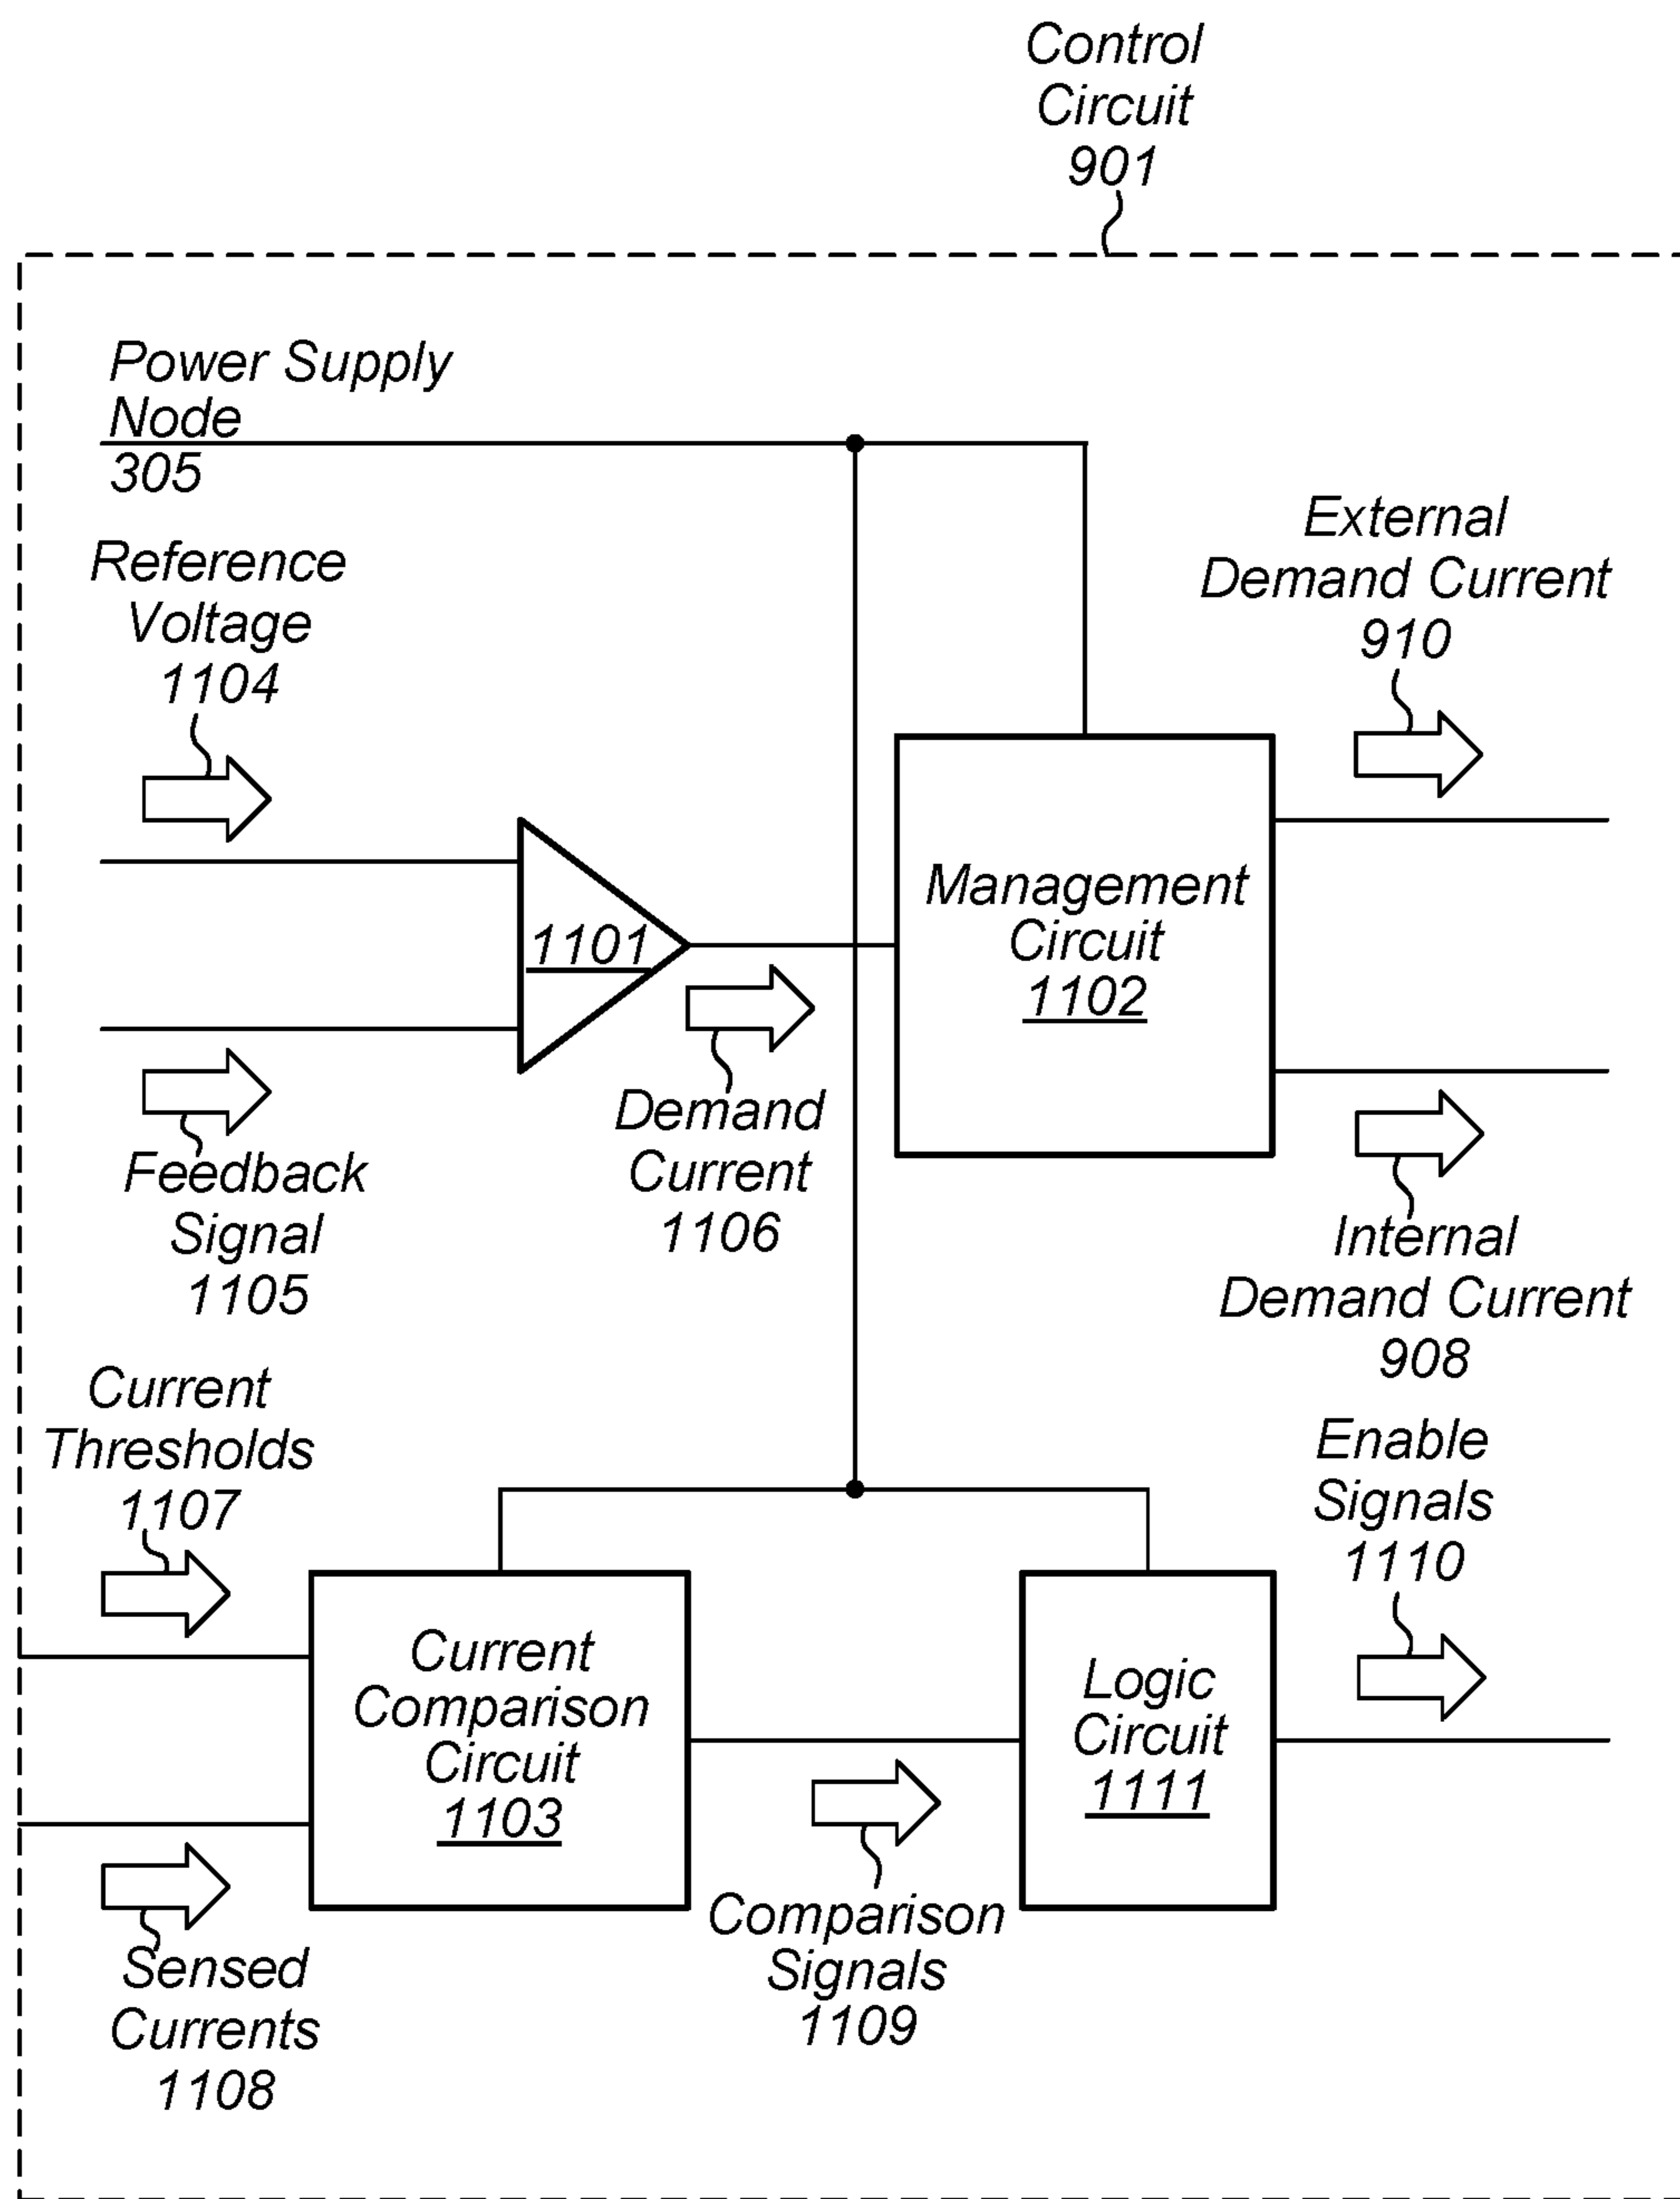 Control
Circuit
901
Power Supply
Node
305
Reference
Voltage
1104
External
Demand Current
910
1101
Management
Circuit
1102
Demand
Current
1106
Feedback
Signal
1105
Internal
Demand Current
908
Current
Thresholds
1107
Enable
Signals
1110
Current
Comparison
Circuit
1103
Logic
Circuit
1111
Comparison
Signals
1109
Sensed
Currents
1108